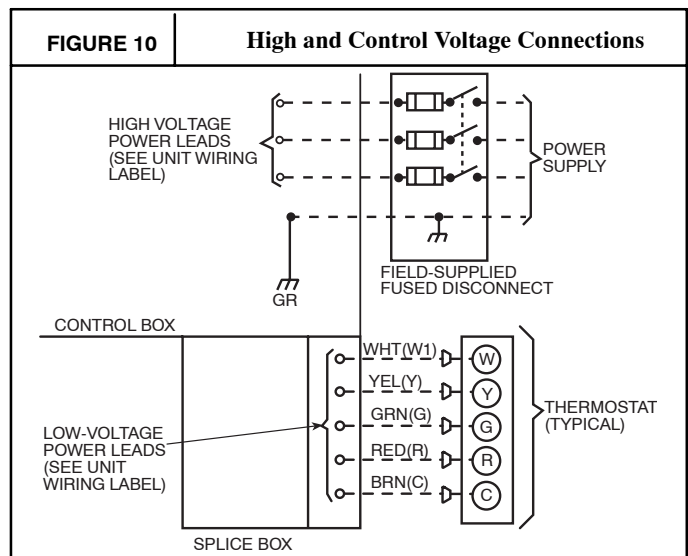 FIGURE 10
High and Control Voltage Connections
HIGH VOLTAGE
POWER LEADS
(SEE UNIT WIRING
LABEL)
POWER
SUPPLY
FIELD-SUPPLIED
FUSED DISCONNECT
GR
CONTROL BOX
WHT(W1)
W
YEL(Y)
Y
GRN(G)
G
RED(R)
R
BRN(C)
C
THERMOSTAT
(TYPICAL)
LOW-VOLTAGE
POWER LEADS
(SEE UNIT
WIRING LABEL)
SPLICE BOX